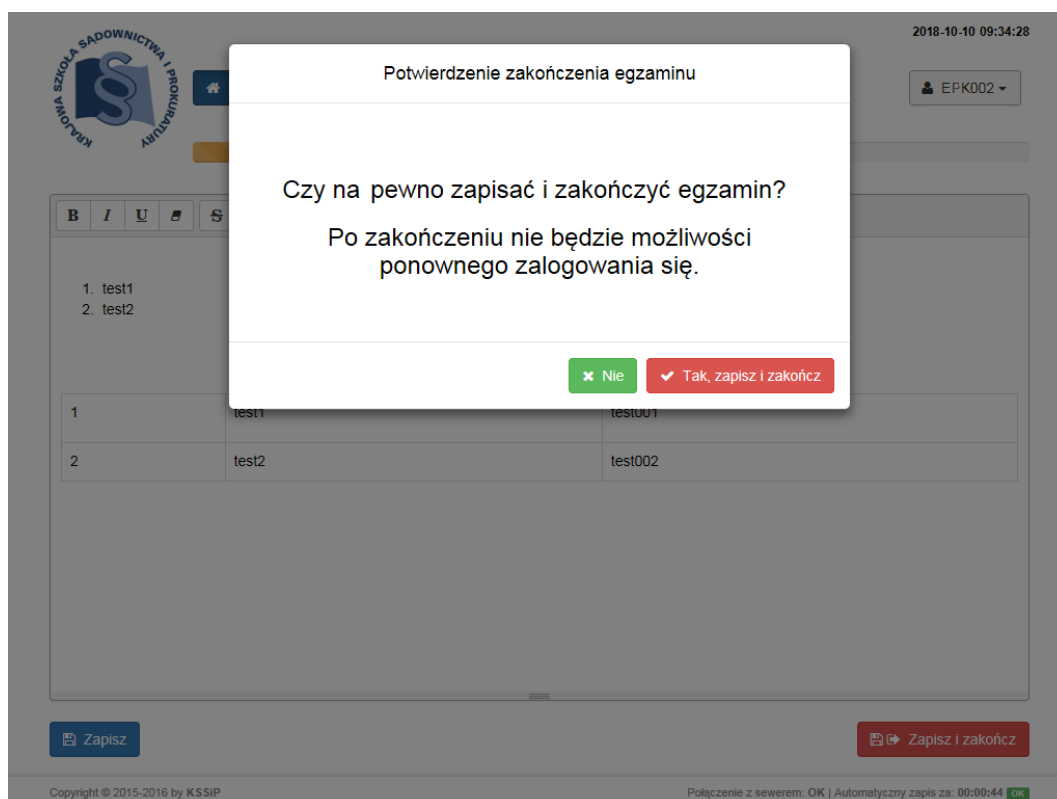 2018-10-10 09:34:28
KRAJOWA SZKOŁA SĄDOWNICTWA I PROKURATURY
EPK002
Potwierdzenie zakończenia egzaminu
Czy na pewno zapisać i zakończyć egzamin?
Po zakończeniu nie będzie możliwości
ponownego zalogowania się.
Nie
Tak, zapisz i zakończ
B I U S
1. test1
2. test2
1 test1 test001
2 test2 test002
Zapisz
Zapisz i zakończ
Copyright © 2015-2016 by KSSiP
Połączenie z sewerem: OK | Automatyczny zapis za: 00:00:44 OK